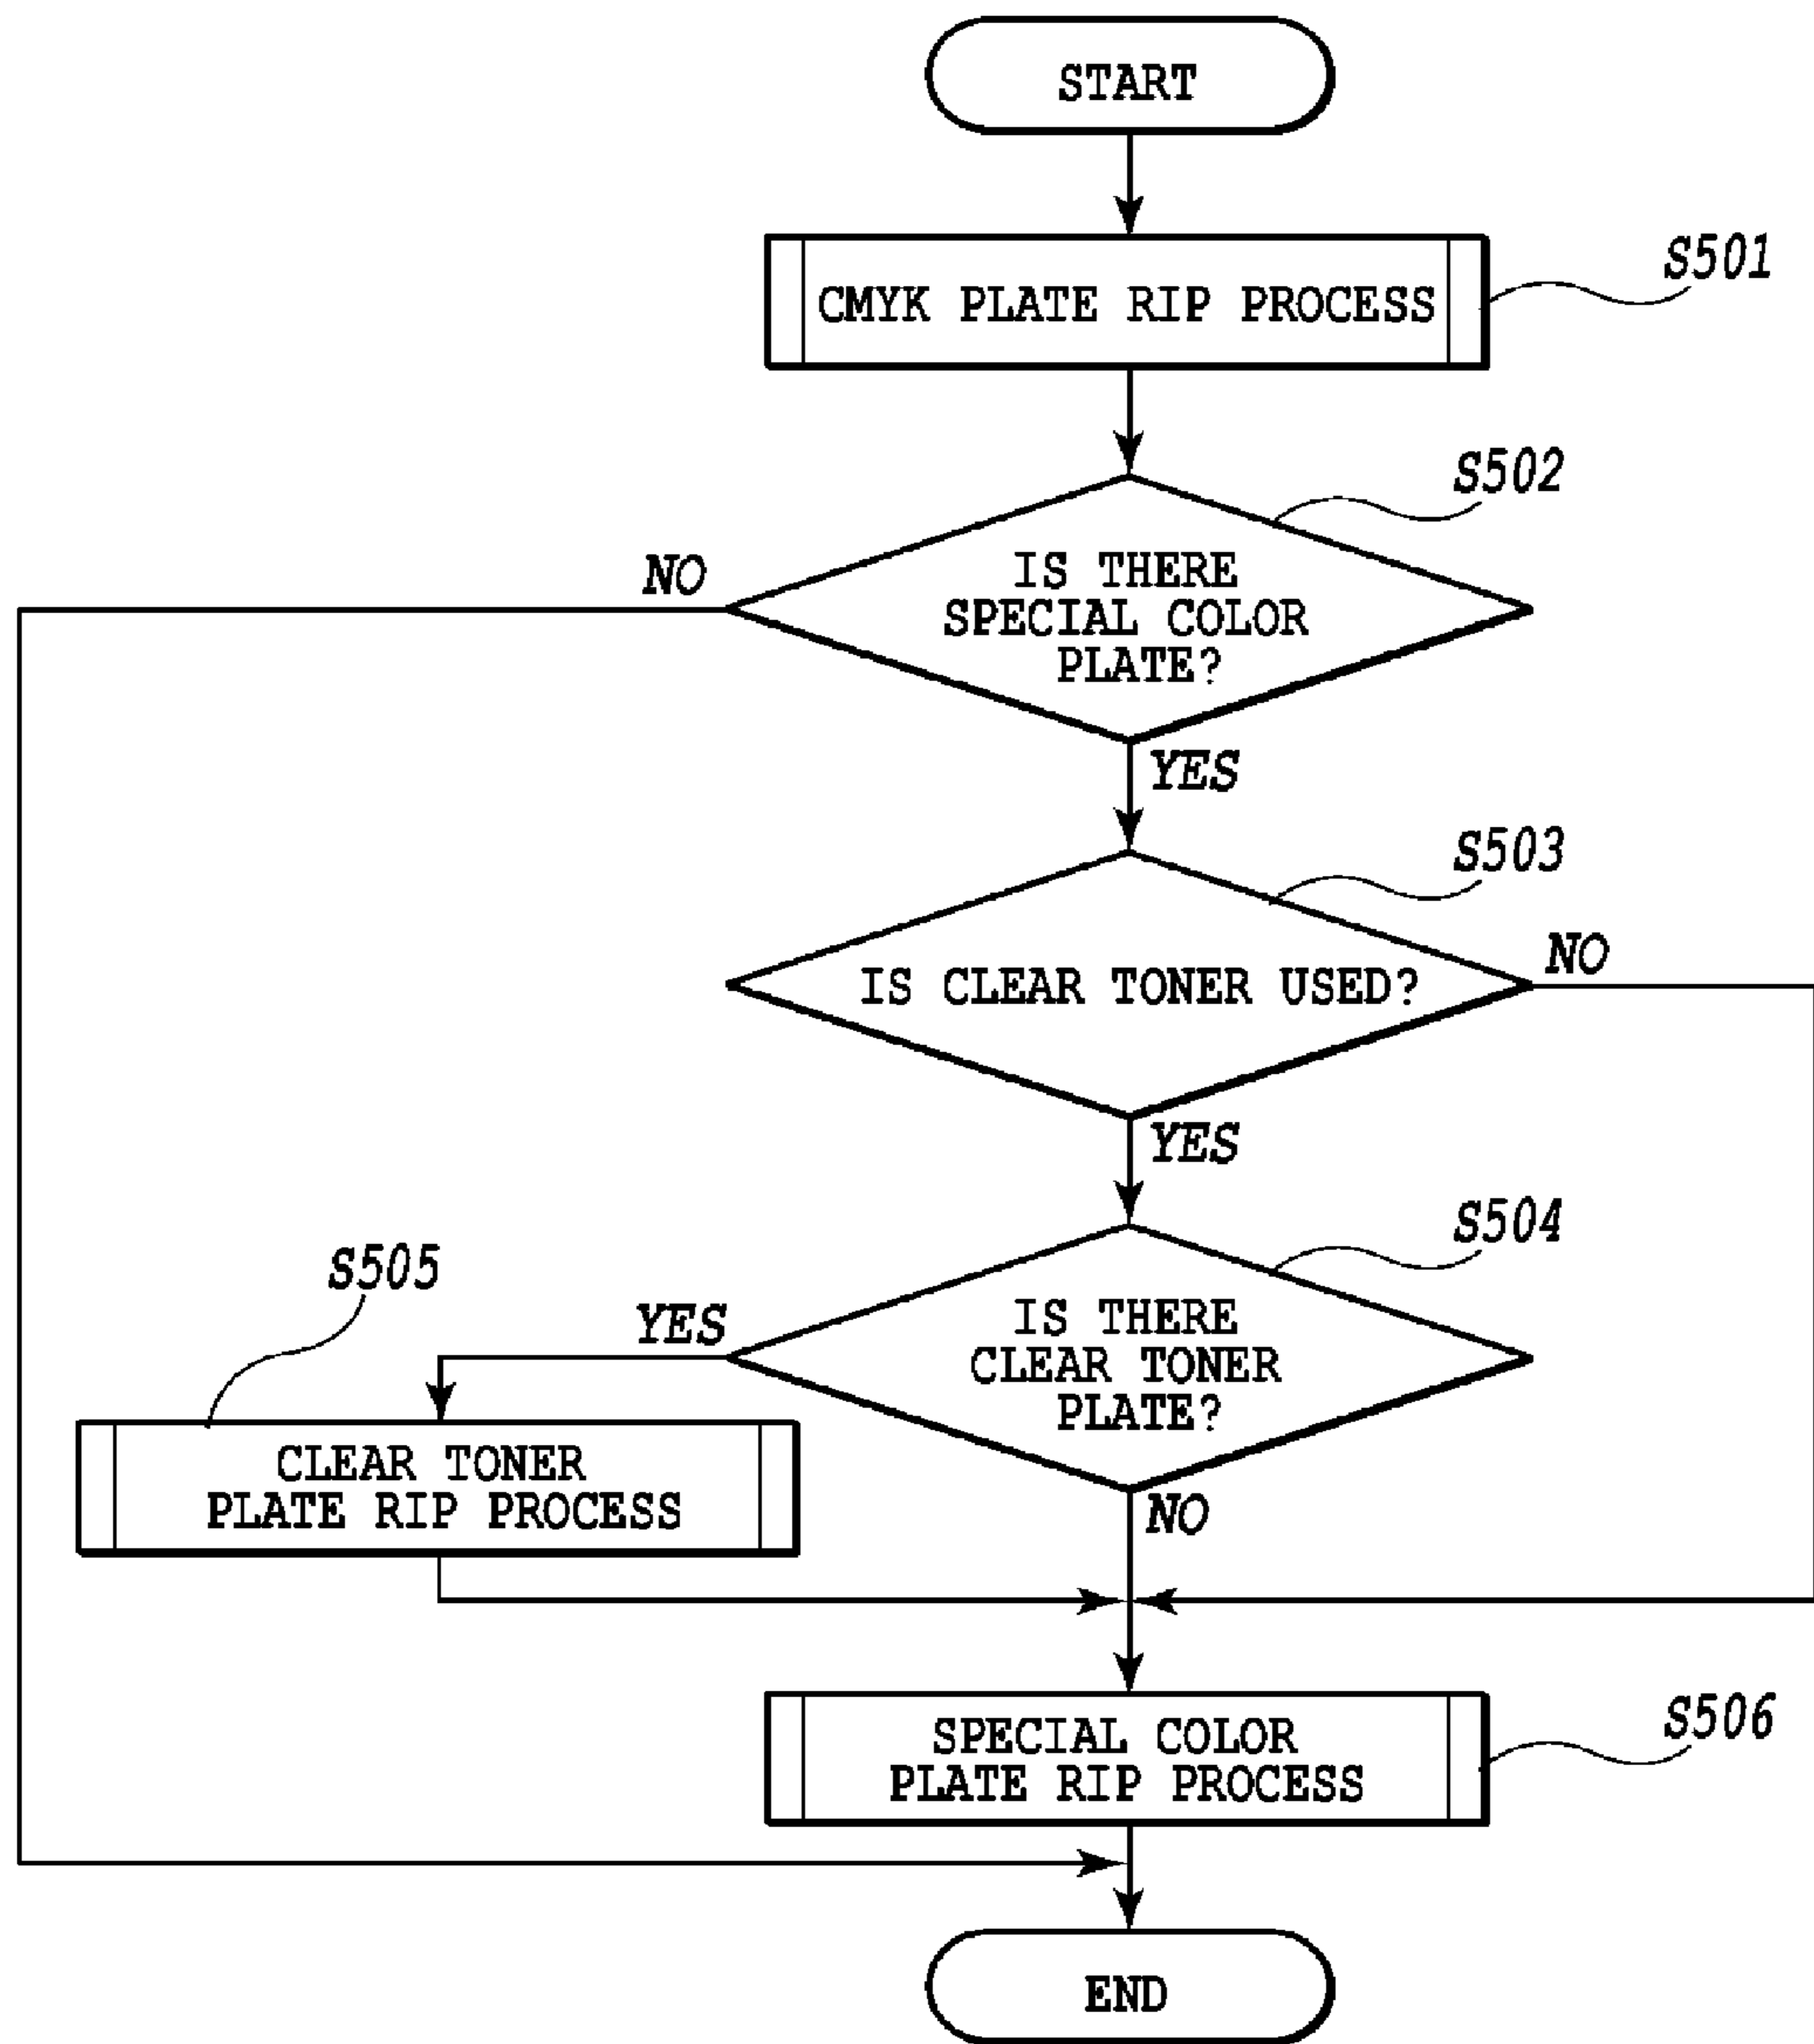 START
CMYK PLATE RIP PROCESS
S501
S502
IS THERE
SPECIAL COLOR
PLATE?
NO
YES
S503
IS CLEAR TONER USED?
NO
YES
S504
IS THERE
CLEAR TONER
PLATE?
YES
S505
CLEAR TONER
PLATE RIP PROCESS
NO
SPECIAL COLOR
PLATE RIP PROCESS
S506
END